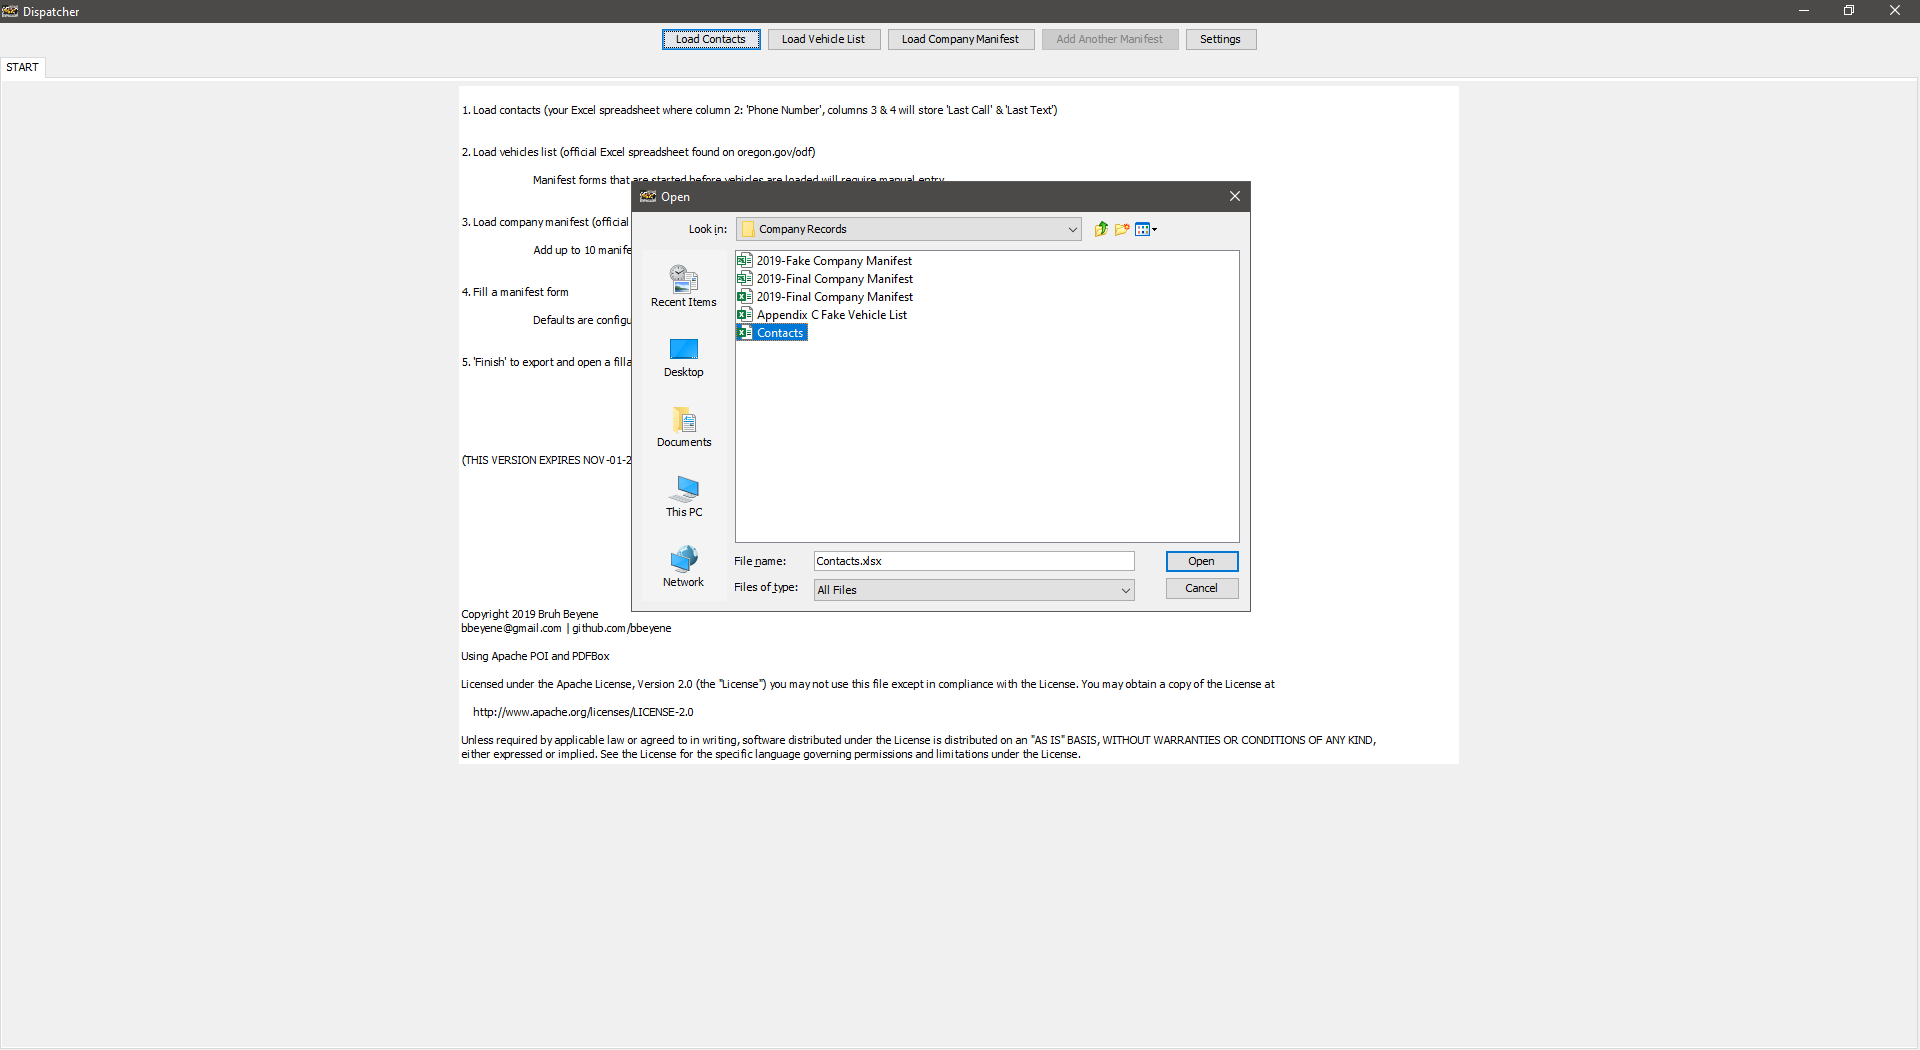 Dispatcher
Load Contacts
Load Vehicle List
Load Company Manifest
Add Another Manifest
Settings
START
1. Load contacts (your Excel spreadsheet where column 2: 'Phone Number', columns 3 & 4 will store 'Last Call' & 'Last Text')
2. Load vehicles list (official Excel spreadsheet found on oregon.gov/odf)
Manifest forms that are started before vehicles are loaded will require manual entry
3. Load company manifest (official
Add up to 10 manife
4. Fill a manifest form
Defaults are configu
5. 'Finish' to export and open a filla
(THIS VERSION EXPIRES NOV-01-2
Open
Look in:
Company Records
Recent Items
Desktop
Documents
This PC
Network
2019-Fake Company Manifest
2019-Final Company Manifest
2019-Final Company Manifest
Appendix C Fake Vehicle List
Contacts
File name:
Contacts.xlsx
Open
Files of type:
All Files
Cancel
Copyright 2019 Bruh Beyene
bbeyene@gmail.com | github.com/bbeyene
Using Apache POI and PDFBox
Licensed under the Apache License, Version 2.0 (the "License") you may not use this file except in compliance with the License. You may obtain a copy of the License at
http://www.apache.org/licenses/LICENSE-2.0
Unless required by applicable law or agreed to in writing, software distributed under the License is distributed on an "AS IS" BASIS, WITHOUT WARRANTIES OR CONDITIONS OF ANY KIND,
either expressed or implied. See the License for the specific language governing permissions and limitations under the License.